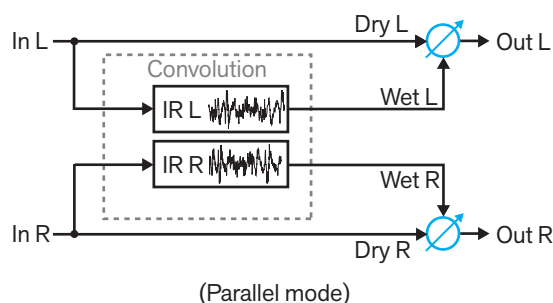 Dry L
In L
Out L
Convolution
IR L
Wet L
IR R
Wet R
In R
Out R
Dry R
(Parallel mode)